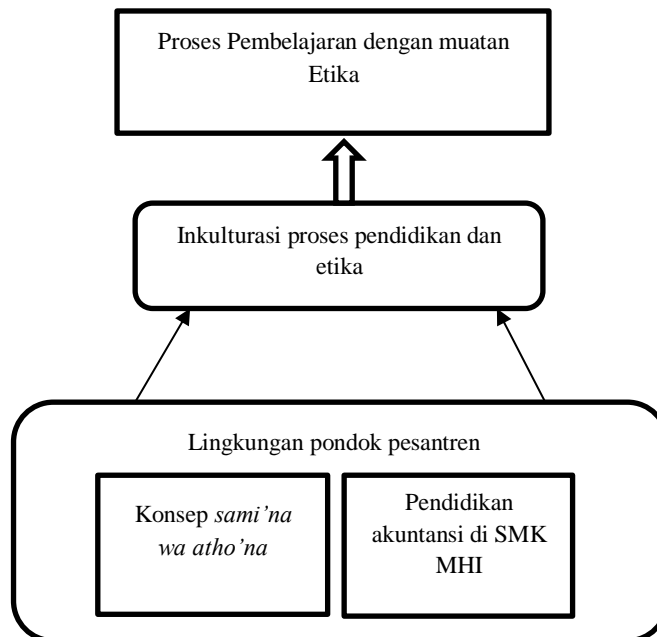 Proses Pembelajaran dengan muatan
Etika
Inkulturasi proses pendidikan dan
etika
Lingkungan pondok pesantren
Konsep sami’na
wa atho’na
Pendidikan
akuntansi di SMK
MHI